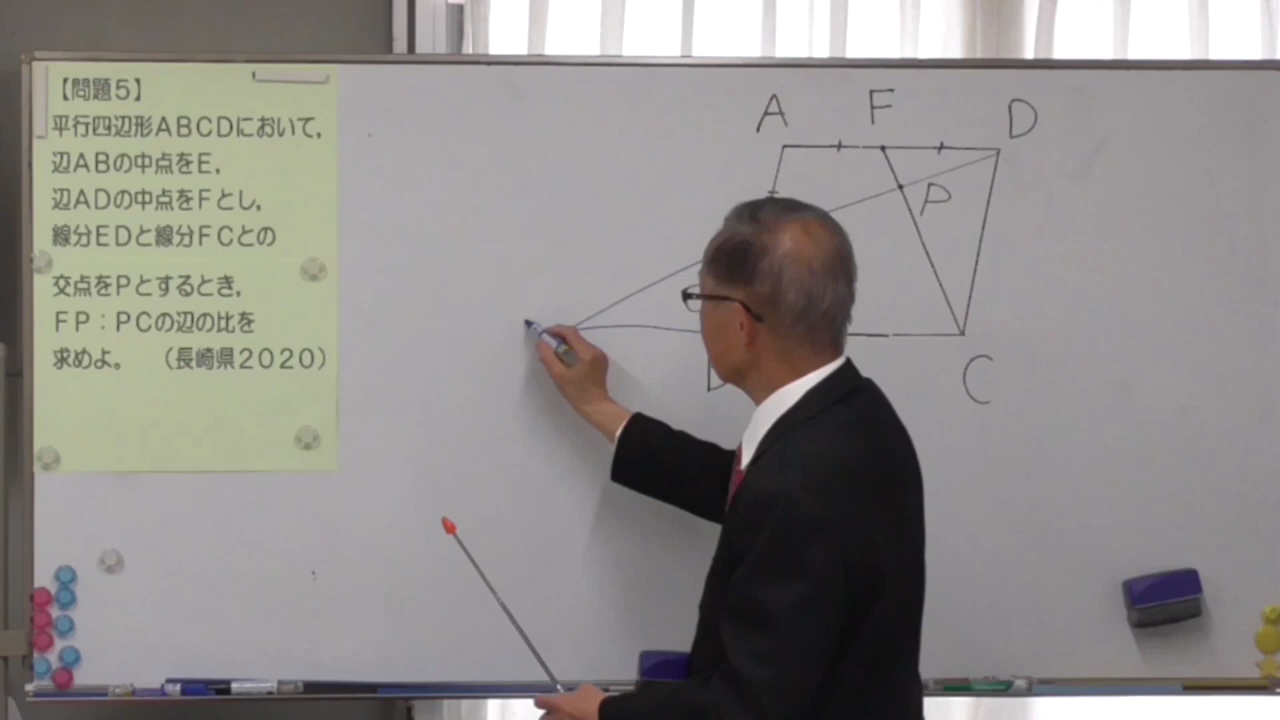 【問題5】
平行四辺形ABCDにおいて,
辺ABの中点をE,
辺ADの中点をFとし,
線分EDと線分FCとの
交点をPとするとき,
FP:PCの辺の比を
求めよ。 (長崎県2020)
A F D
P
C